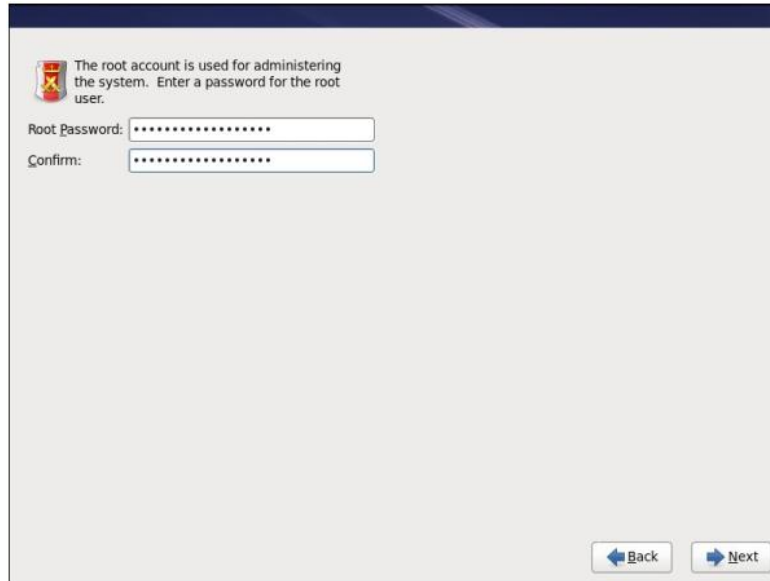 The root account is used for administering
the system.  Enter a password for the root
user.
Root Password: ••••••••••••••••••
Confirm: ••••••••••••••••••
Back Next